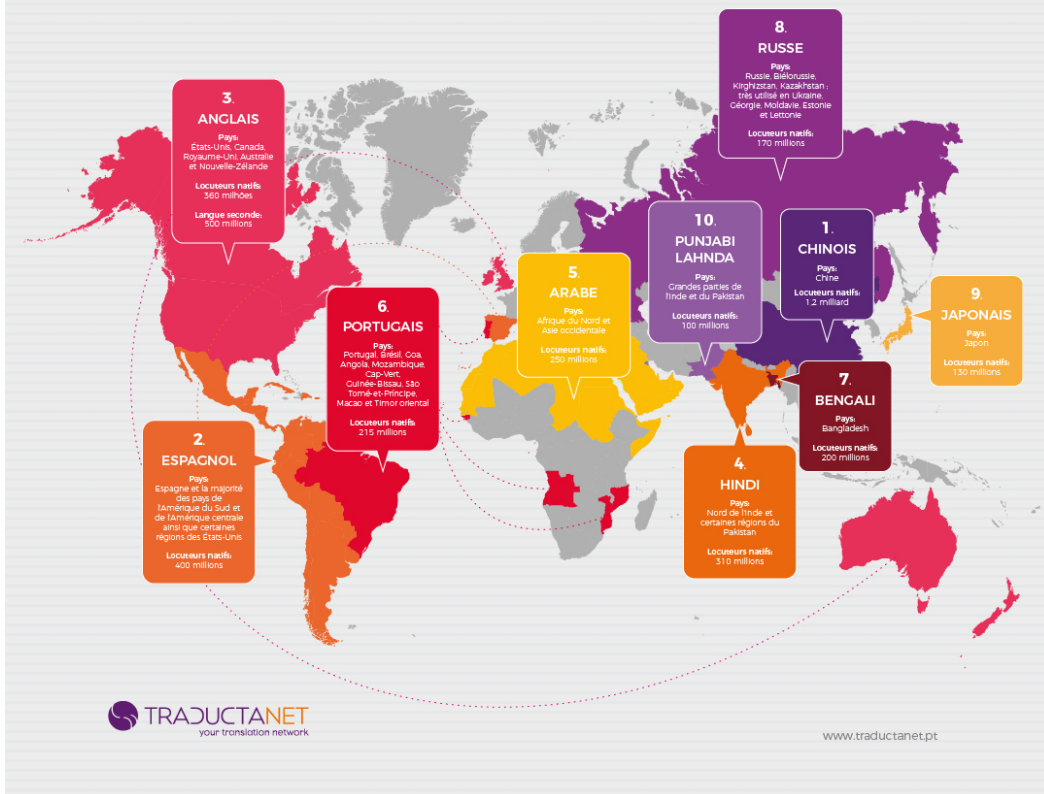 8.
RUSSE
Pays:
Russie, Biélorussie,
Kirghizstan, Kazakhstan ;
très utilisé en Ukraine,
Géorgie, Moldavie, Estonie
et Lettonie
Locuteurs natifs:
170 millions
3.
ANGLAIS
Pays:
États-Unis, Canada,
Royaume-Uni, Australie
et Nouvelle-Zélande
Locuteurs natifs:
360 milhões
Langue seconde:
500 millions
10.
PUNJABI
LAHNDA
Pays:
Grandes parties de
l'Inde et du Pakistan
Locuteurs natifs:
100 millions
1.
CHINOIS
Pays:
Chine
Locuteurs natifs:
1.2 milliard
5.
ARABE
Pays:
Afrique du Nord et
Asie occidentale
Locuteurs natifs:
250 millions
9.
JAPONAIS
Pays:
Japon
Locuteurs natifs:
130 millions
6.
PORTUGAIS
Pays:
Portugal, Brésil, Goa,
Angola, Mozambique,
Cap-Vert,
Guinée-Bissau, São
Tomé-et-Príncipe,
Macao et Timor oriental
Locuteurs natifs:
215 millions
7.
BENGALI
Pays:
Bangladesh
Locuteurs natifs:
200 millions
2.
ESPAGNOL
Pays:
Espagne et la majorité
des pays de
l'Amérique du Sud et
de l'Amérique centrale
ainsi que certaines
régions des États-Unis
Locuteurs natifs:
400 millions
4.
HINDI
Pays:
Nord de l'Inde et
certaines régions du
Pakistan
Locuteurs natifs:
310 millions
TRADUCTANET
your translation network
www.traductanet.pt